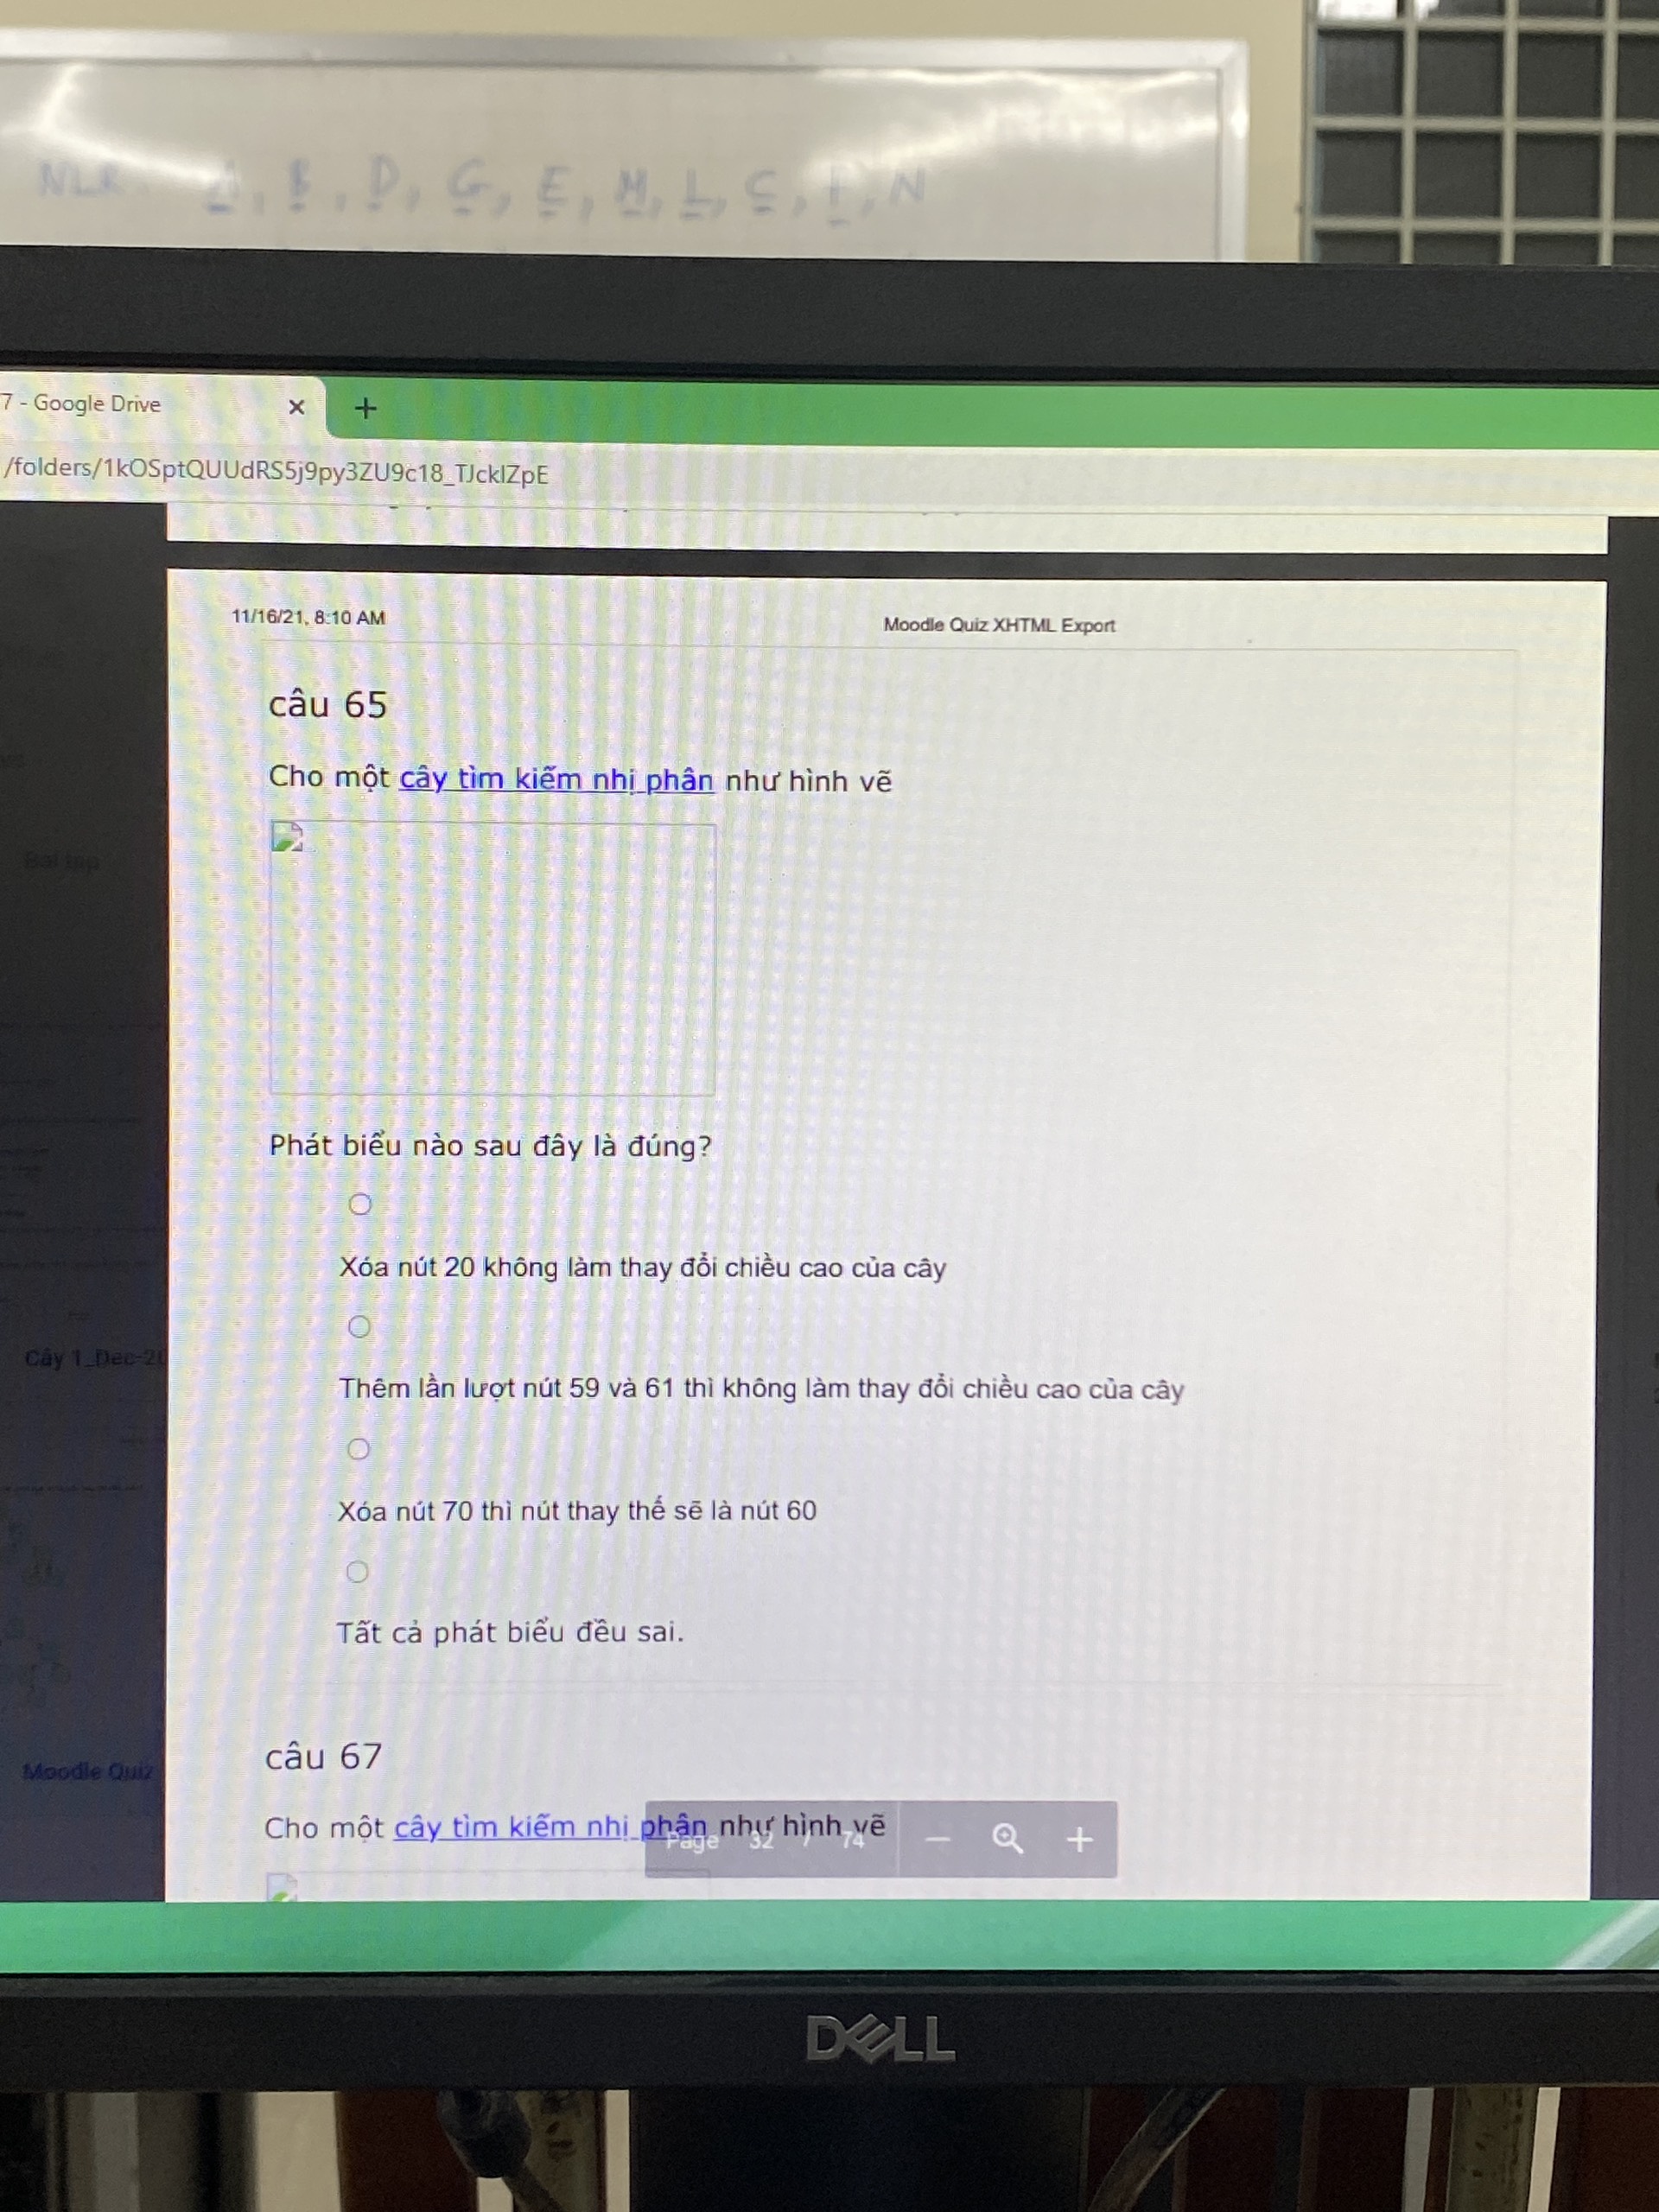 NLR A, B, D, G, E, M, L, C, I, N
7 - Google Drive
/folders/1kOSptQUUdRS5j9py3ZU9c18_TJcklZpE
11/16/21, 8:10 AM Moodle Quiz XHTML Export
câu 65
Cho một cây tìm kiếm nhị phân như hình vẽ
Phát biểu nào sau đây là đúng?
Xóa nút 20 không làm thay đổi chiều cao của cây
Thêm lần lượt nút 59 và 61 thì không làm thay đổi chiều cao của cây
Xóa nút 70 thì nút thay thế sẽ là nút 60
Tất cả phát biểu đều sai.
câu 67
Cho một cây tìm kiếm nhị phân như hình vẽ
Page 32 / 74
Bai tap
Cây 1_Dec-2
Moodle Quiz
DELL